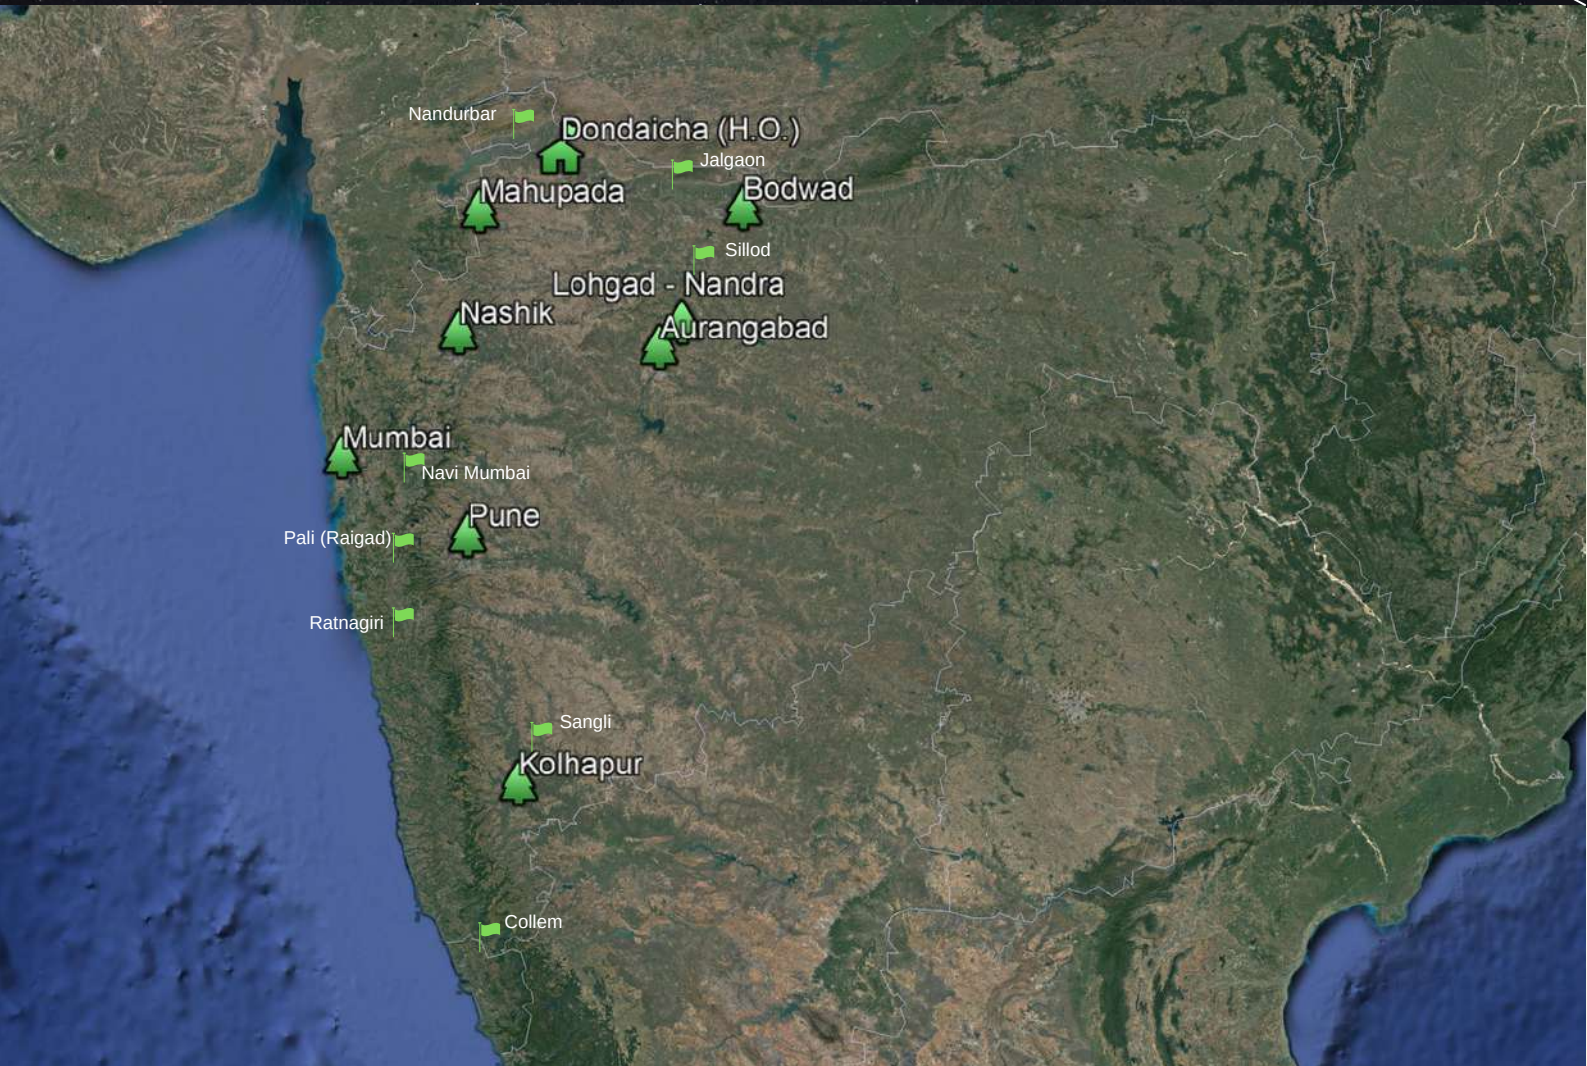 Nandurbar
Dondaicha (H.O.)
Jalgaon
Mahupada
Bodwad
Sillod
Lohgad - Nandra
Nashik
Aurangabad
Mumbai
Navi Mumbai
Pune
Pali (Raigad)
Ratnagiri
Sangli
Kolhapur
Collem